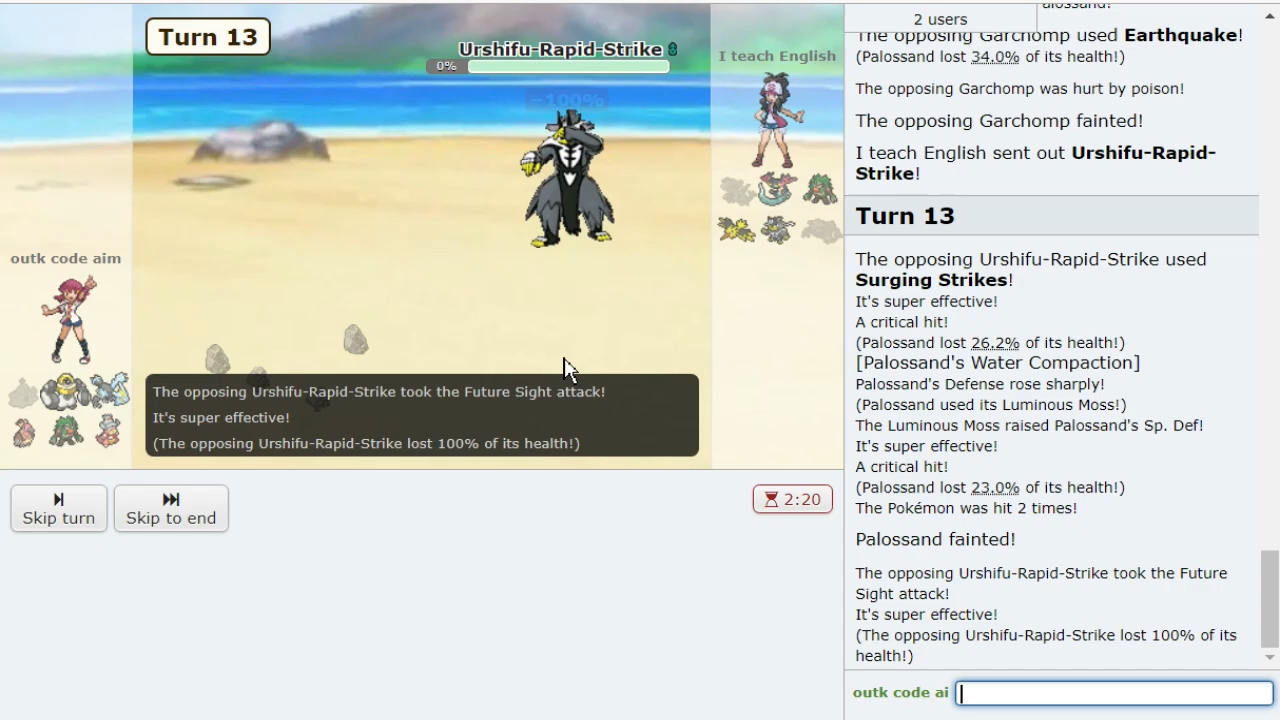 Turn 13
Urshifu-Rapid-Strike
0%
−100%
I teach English
outk code aim
The opposing Urshifu-Rapid-Strike took the Future Sight attack!
It's super effective!
(The opposing Urshifu-Rapid-Strike lost 100% of its health!)
Skip turn
Skip to end
2:20
2 users
The opposing Garchomp used Earthquake!
(Palossand lost 34.0% of its health!)
The opposing Garchomp was hurt by poison!
The opposing Garchomp fainted!
I teach English sent out Urshifu-Rapid-
Strike!
Turn 13
The opposing Urshifu-Rapid-Strike used
Surging Strikes!
It's super effective!
A critical hit!
(Palossand lost 26.2% of its health!)
[Palossand's Water Compaction]
Palossand's Defense rose sharply!
(Palossand used its Luminous Moss!)
The Luminous Moss raised Palossand's Sp. Def!
It's super effective!
A critical hit!
(Palossand lost 23.0% of its health!)
The Pokémon was hit 2 times!
Palossand fainted!
The opposing Urshifu-Rapid-Strike took the Future
Sight attack!
It's super effective!
(The opposing Urshifu-Rapid-Strike lost 100% of its
health!)
outk code ai